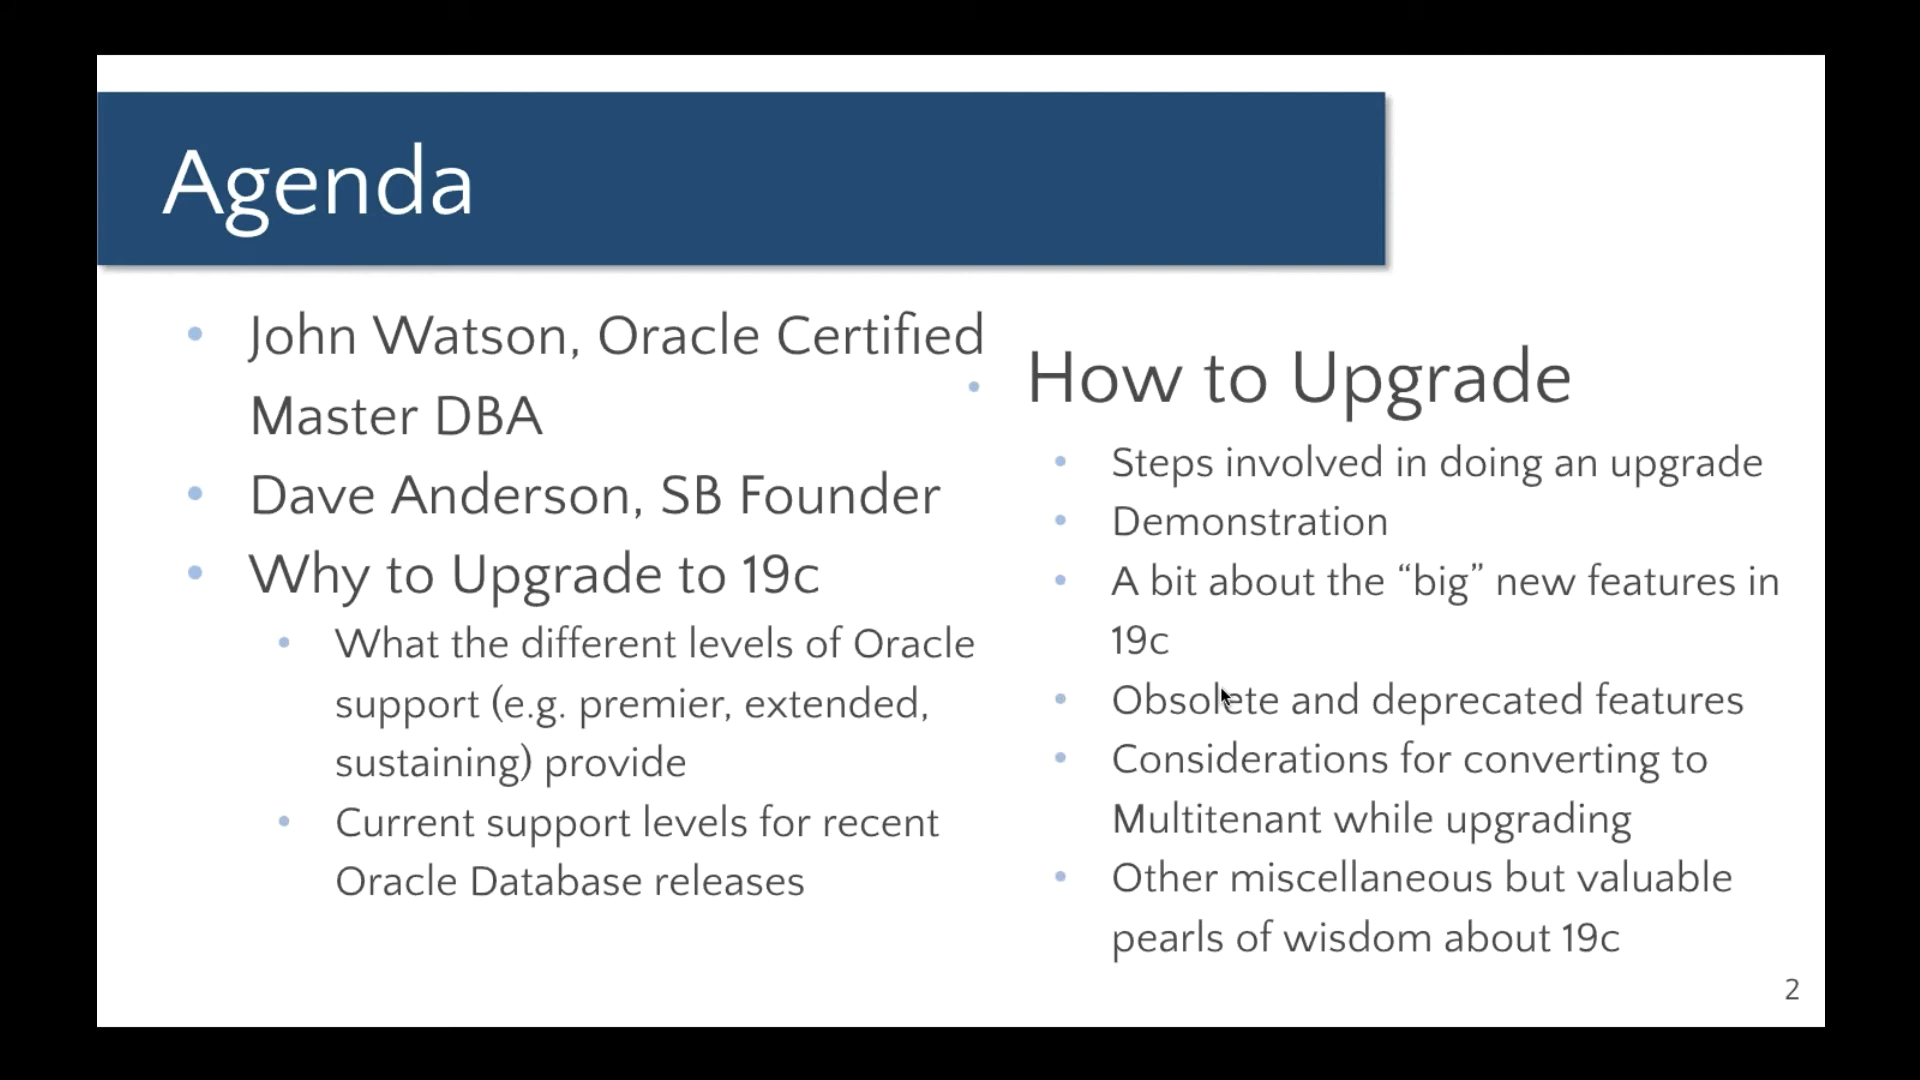 Agenda
• John Watson, Oracle Certified
Master DBA
• Dave Anderson, SB Founder
• Why to Upgrade to 19c
• What the different levels of Oracle
support (e.g. premier, extended,
sustaining) provide
• Current support levels for recent
Oracle Database releases
• How to Upgrade
• Steps involved in doing an upgrade
• Demonstration
• A bit about the “big” new features in
19c
• Obsolete and deprecated features
• Considerations for converting to
Multitenant while upgrading
• Other miscellaneous but valuable
pearls of wisdom about 19c
2